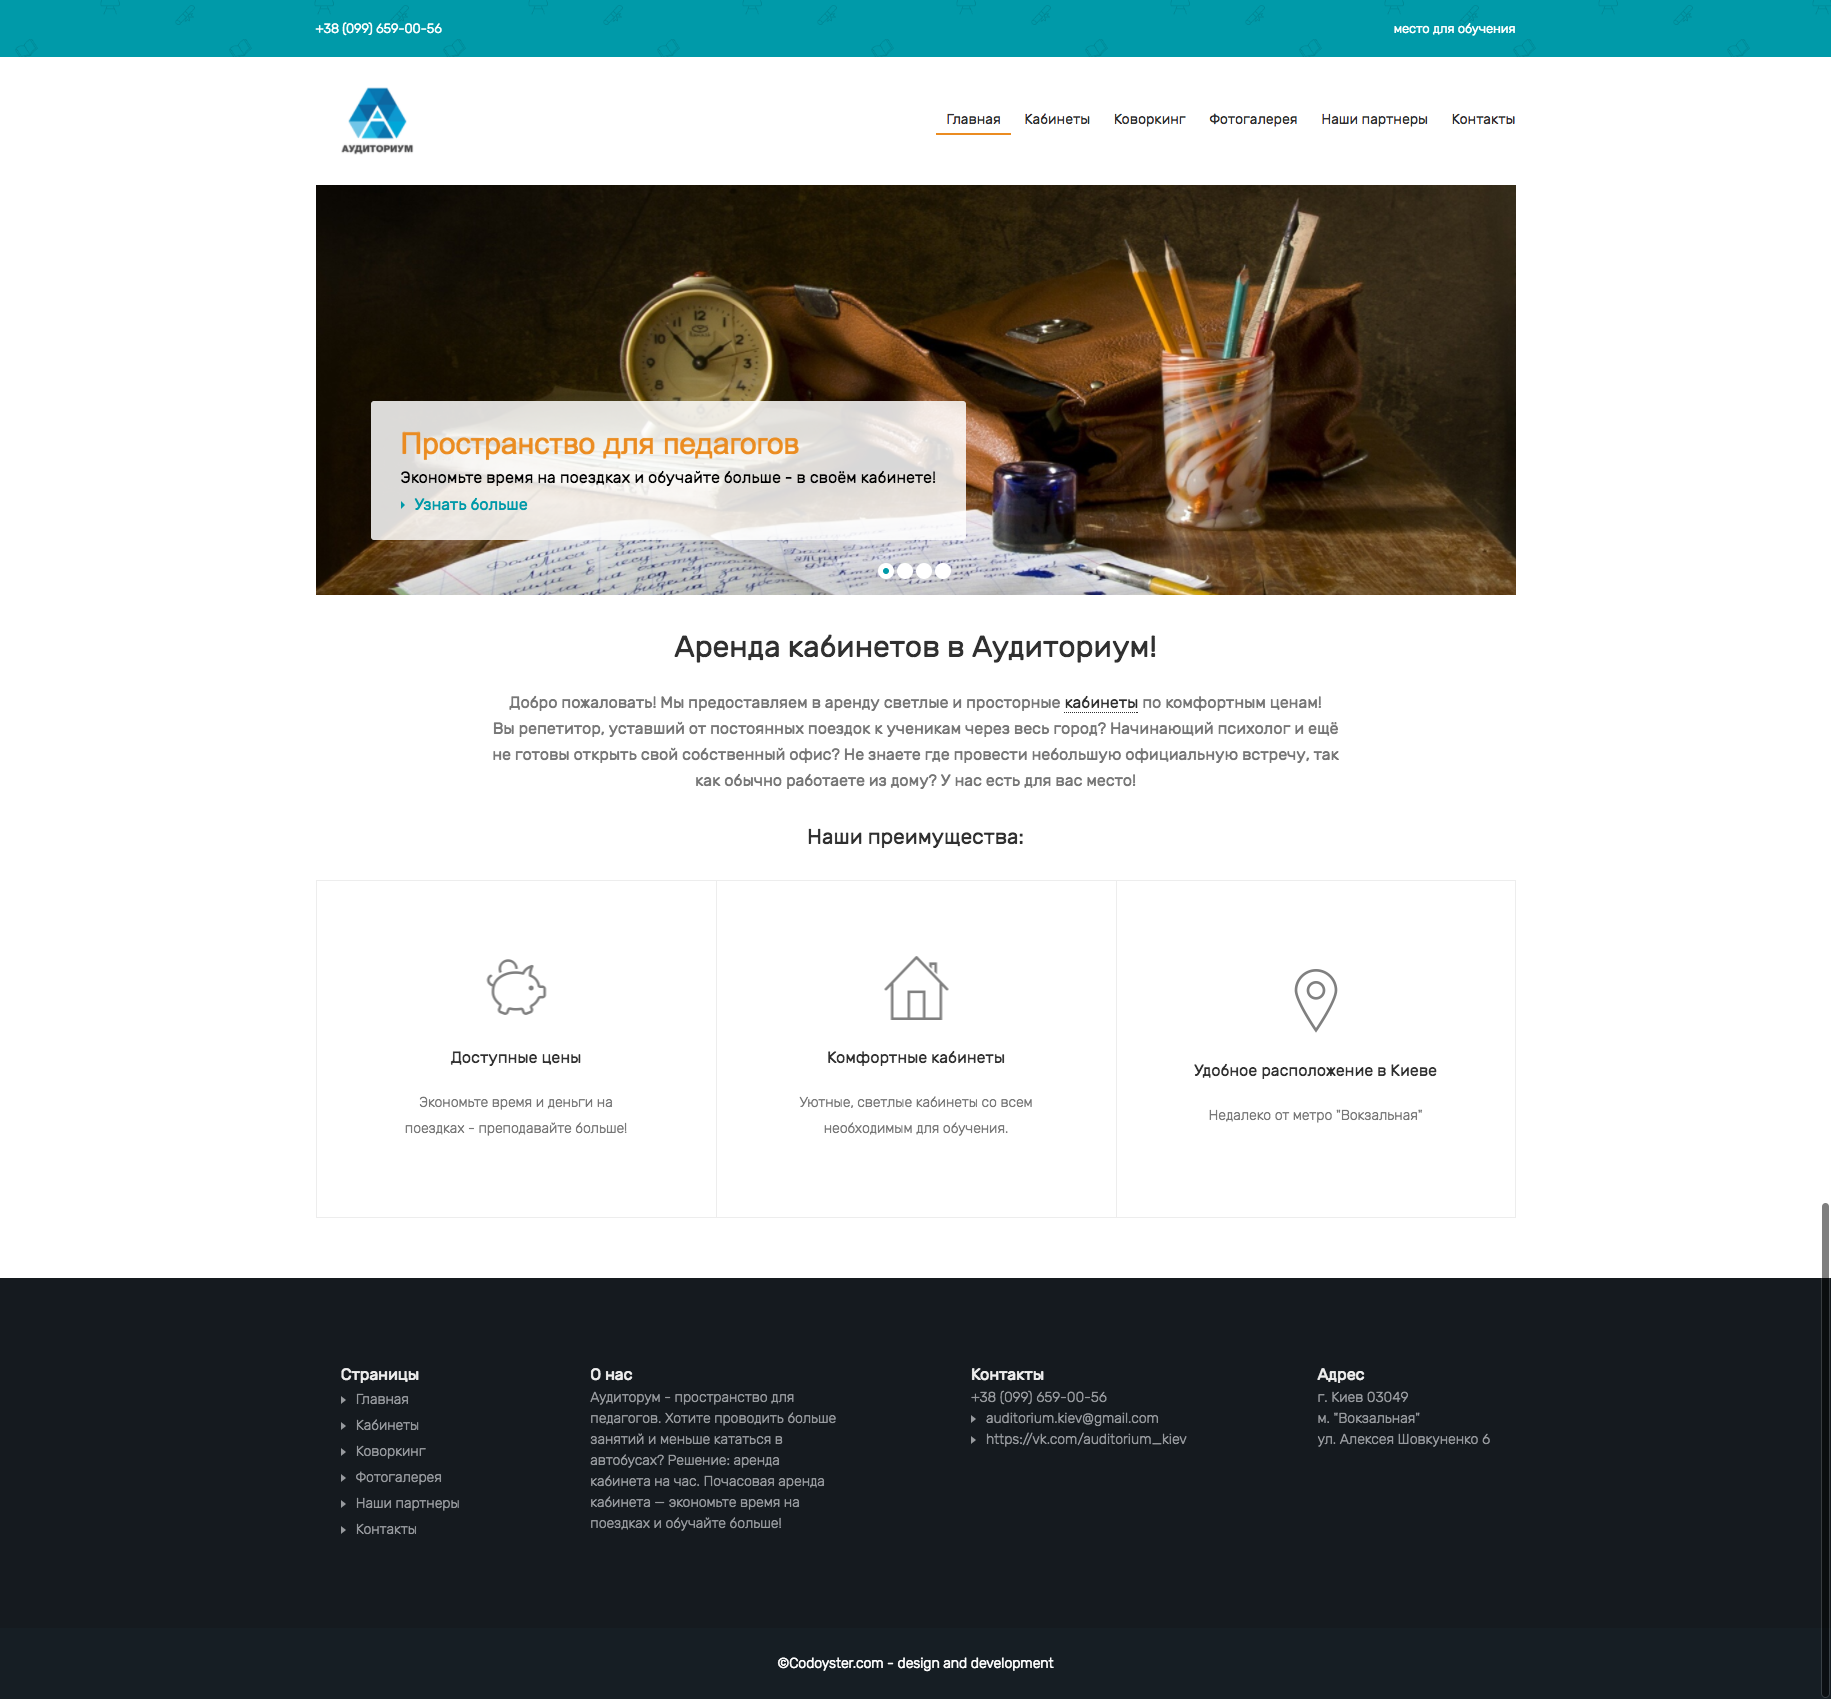 +38 (099) 659-00-56
место для обучения
АУДИТОРИУМ
Главная Кабинеты Коворкинг Фотогалерея Наши партнеры Контакты
Пространство для педагогов
Экономьте время на поездках и обучайте больше - в своём кабинете!
Узнать больше
Аренда кабинетов в Аудиториум!
Добро пожаловать! Мы предоставляем в аренду светлые и просторные кабинеты по комфортным ценам!
Вы репетитор, уставший от постоянных поездок к ученикам через весь город? Начинающий психолог и ещё
не готовы открыть свой собственный офис? Не знаете где провести небольшую официальную встречу, так
как обычно работаете из дому? У нас есть для вас место!
Наши преимущества:
Доступные цены
Экономьте время и деньги на
поездках - преподавайте больше!
Комфортные кабинеты
Уютные, светлые кабинеты со всем
необходимым для обучения.
Удобное расположение в Киеве
Недалеко от метро "Вокзальная"
Страницы
Главная
Кабинеты
Коворкинг
Фотогалерея
Наши партнеры
Контакты
О нас
Аудиторум - пространство для
педагогов. Хотите проводить больше
занятий и меньше кататься в
автобусах? Решение: аренда
кабинета на час. Почасовая аренда
кабинета — экономьте время на
поездках и обучайте больше!
Контакты
+38 (099) 659-00-56
auditorium.kiev@gmail.com
https://vk.com/auditorium_kiev
Адрес
г. Киев 03049
м. "Вокзальная"
ул. Алексея Шовкуненко 6
©Codoyster.com - design and development